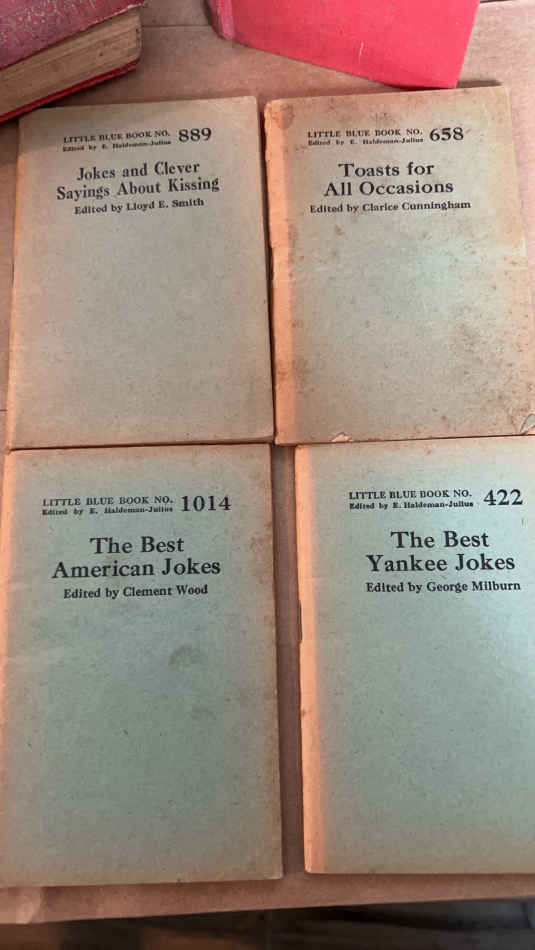 LITTLE BLUE BOOK NO. 889
Edited by E. Haldeman-Julius
Jokes and Clever
Sayings About Kissing
Edited by Lloyd E. Smith
LITTLE BLUE BOOK NO. 658
Edited by E. Haldeman-Julius
Toasts for
All Occasions
Edited by Clarice Cunningham
LITTLE BLUE BOOK NO. 1014
Edited by E. Haldeman-Julius
The Best
American Jokes
Edited by Clement Wood
LITTLE BLUE BOOK NO. 422
Edited by E. Haldeman-Julius
The Best
Yankee Jokes
Edited by George Milburn